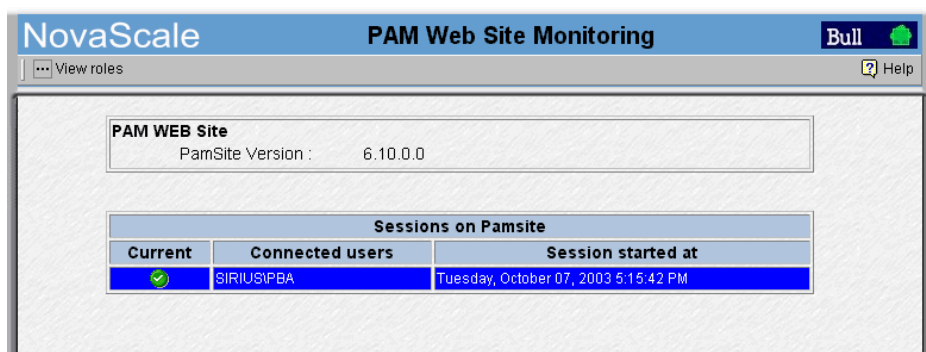 NovaScale PAM Web Site Monitoring Bull
View roles Help
PAM WEB Site
PamSite Version : 6.10.0.0
Sessions on Pamsite
Current Connected users Session started at
SIRIUS\PBA Tuesday, October 07, 2003 5:15:42 PM